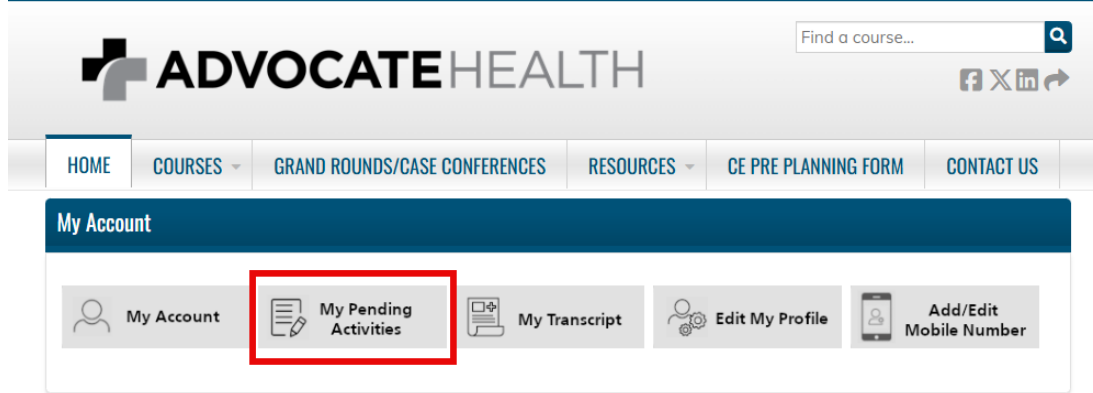 Find a course...
ADVOCATEHEALTH
HOME COURSES GRAND ROUNDS/CASE CONFERENCES RESOURCES CE PRE PLANNING FORM CONTACT US
My Account
My Account
My Pending
Activities
My Transcript
Edit My Profile
Add/Edit
Mobile Number